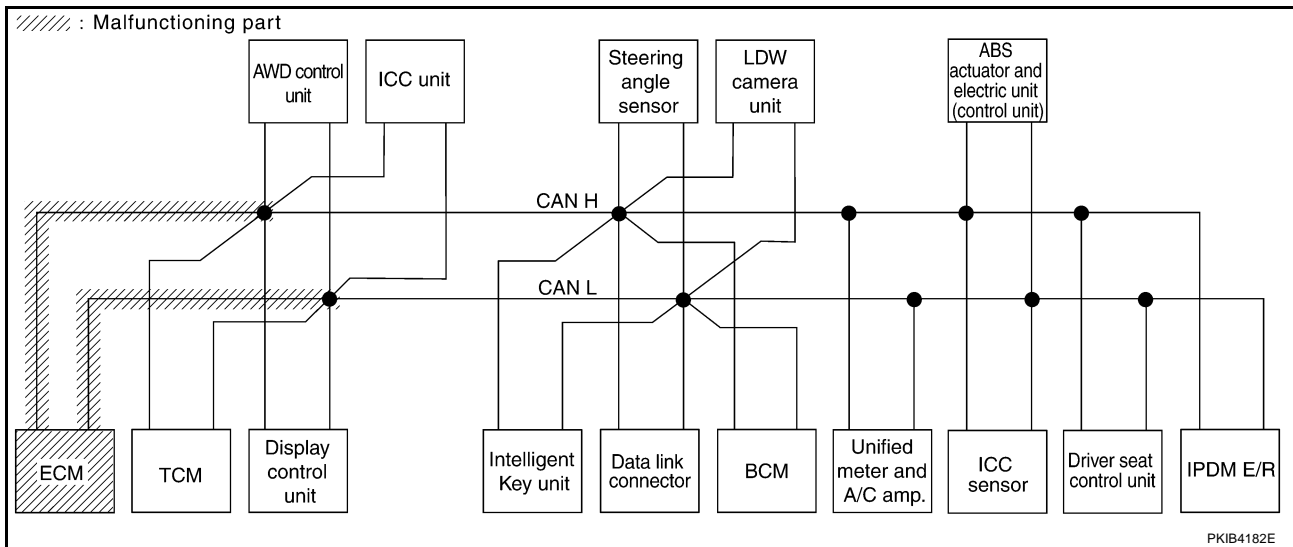 : Malfunctioning part
AWD control
unit
ICC unit
Steering
angle
sensor
LDW
camera
unit
ABS
actuator and
electric unit
(control unit)
CAN H
CAN L
ECM
TCM
Display
control
unit
Intelligent
Key unit
Data link
connector
BCM
Unified
meter and
A/C amp.
ICC
sensor
Driver seat
control unit
IPDM E/R
PKIB4182E